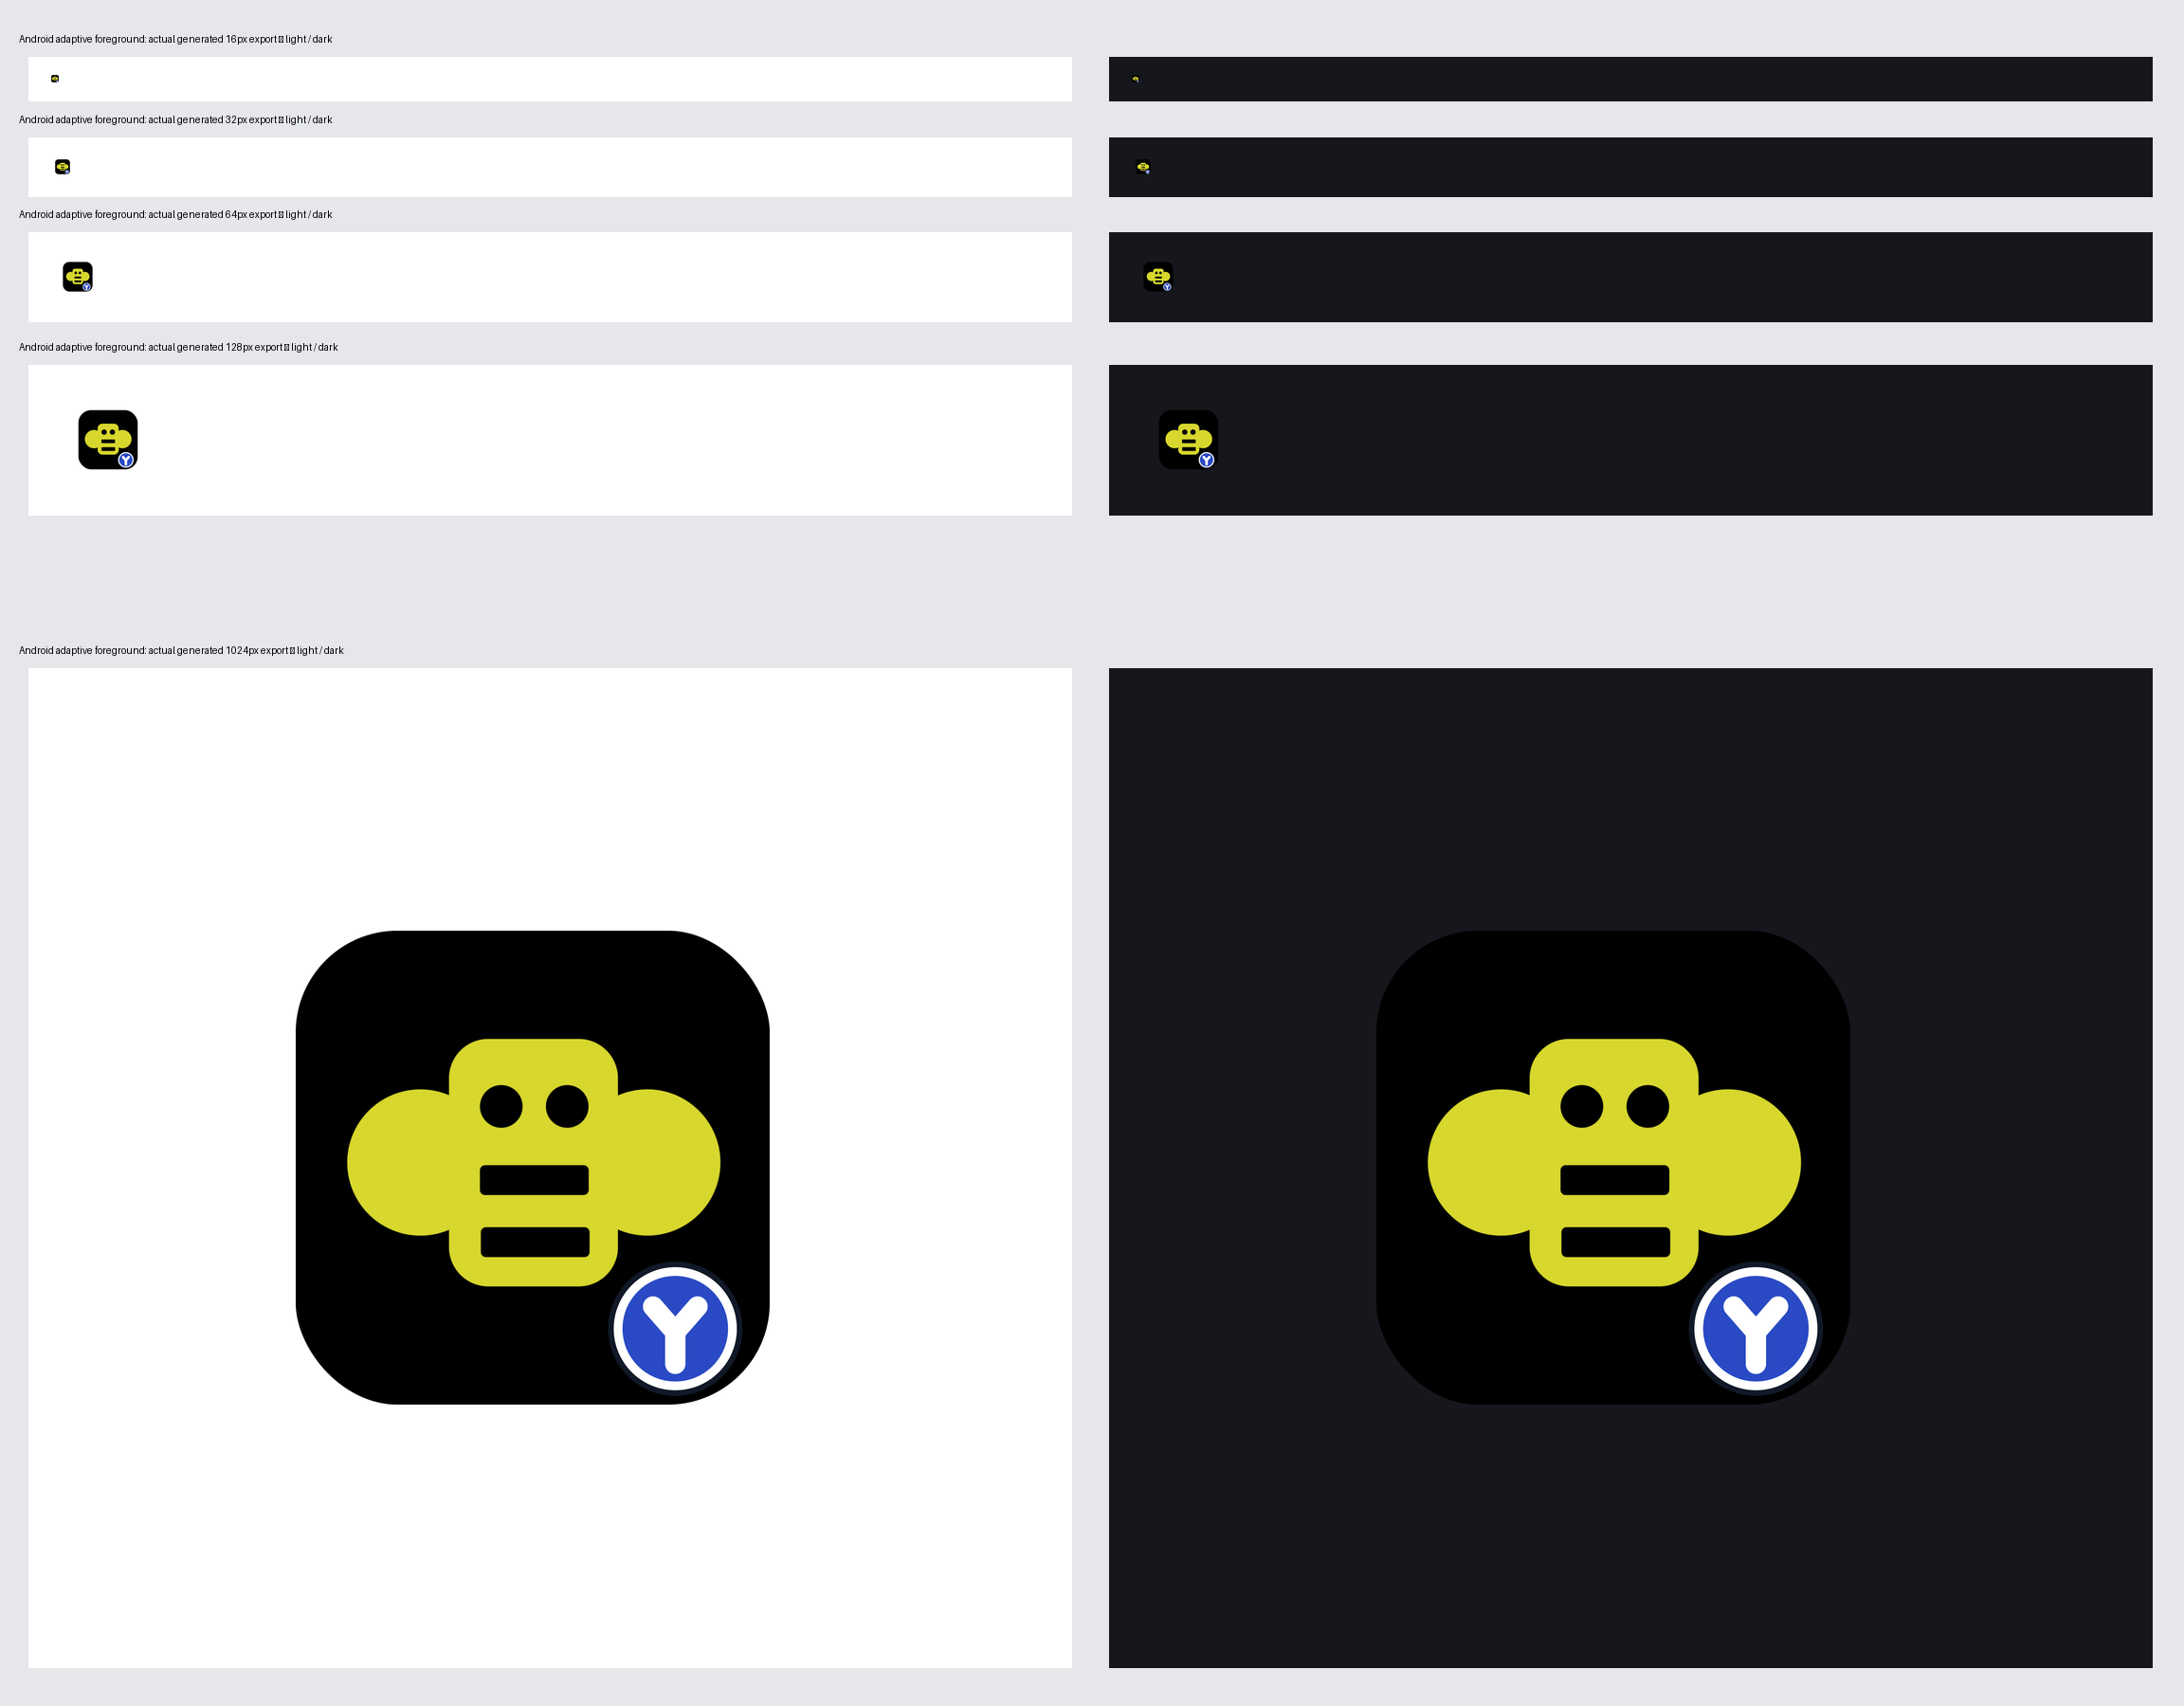 Android adaptive foreground: actual generated 16px export � light / dark
Android adaptive foreground: actual generated 32px export � light / dark
Android adaptive foreground: actual generated 64px export � light / dark
Y
Y
Android adaptive foreground: actual generated 128px export � light / dark
Y
Y
Android adaptive foreground: actual generated 1024px export � light / dark
Y
Y